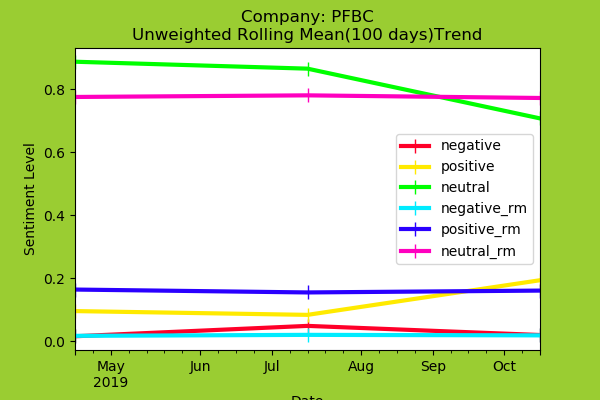 Company: PFBC
Unweighted Rolling Mean(100 days)Trend
Sentiment Level
0.8
0.6
0.4
0.2
0.0
negative
positive
neutral
negative_rm
positive_rm
neutral_rm
May Jun Jul Aug Sep Oct
2019
Date